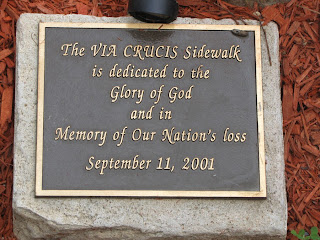 The VIA CRUCIS Sidewalk
is dedicated to the
Glory of God
and in
Memory of Our Nation's loss
September 11, 2001